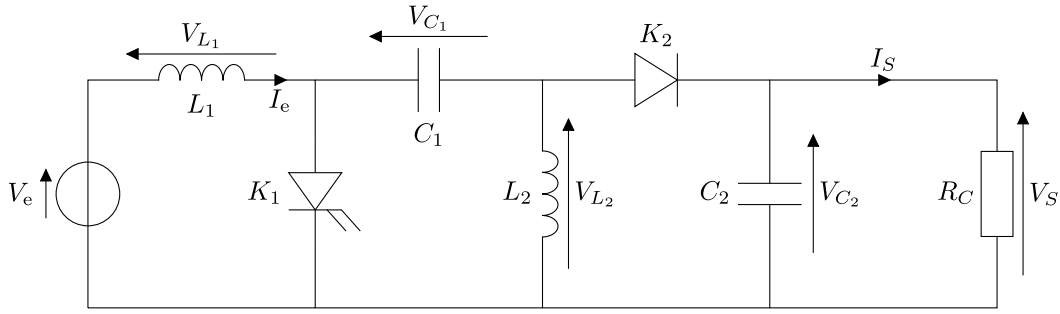 V_{L_1}
V_{C_1}
K_2
I_S
L_1
I_e
C_1
V_e
K_1
L_2
V_{L_2}
C_2
V_{C_2}
R_C
V_S